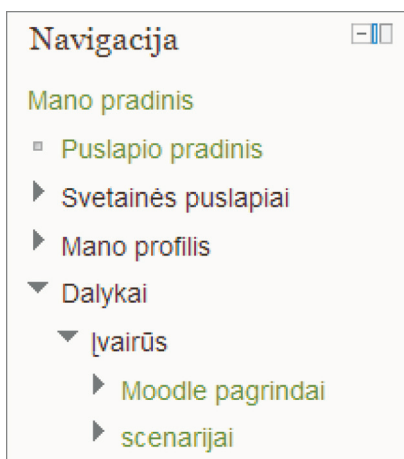 Navigacija
Mano pradinis
Puslapio pradinis
Svetainės puslapiai
Mano profilis
Dalykai
Įvairūs
Moodle pagrindai
scenarijai